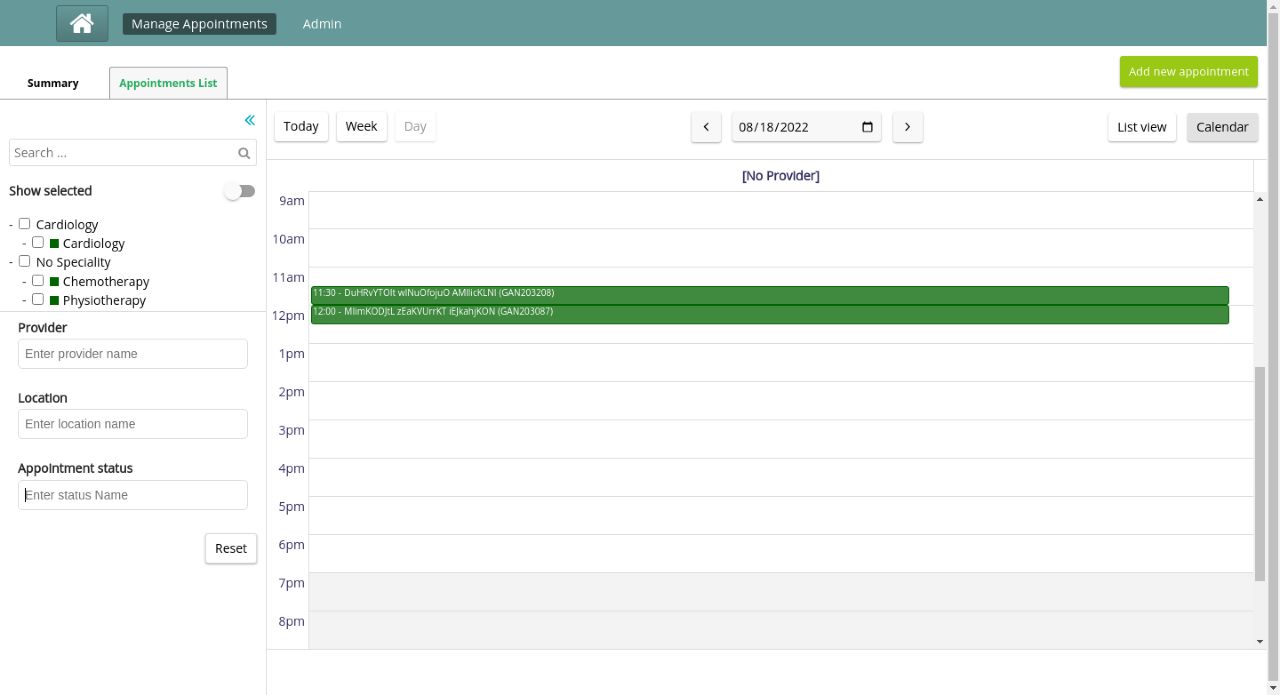 Manage Appointments Admin
Summary Appointments List Add new appointment
Today Week Day 08/18/2022 List view Calendar
Search ...
Show selected
- Cardiology
- Cardiology
- No Speciality
- Chemotherapy
- Physiotherapy
Provider
Enter provider name
Location
Enter location name
Appointment status
Enter status Name
Reset
[No Provider]
9am
10am
11am
11:30 - DuHRvYTOIt wINuOfojuO AMIlicKLNI (GAN203208)
12pm
12:00 - MIimKODJtL zEaKVUrrKT iEJkahjKON (GAN203087)
1pm
2pm
3pm
4pm
5pm
6pm
7pm
8pm